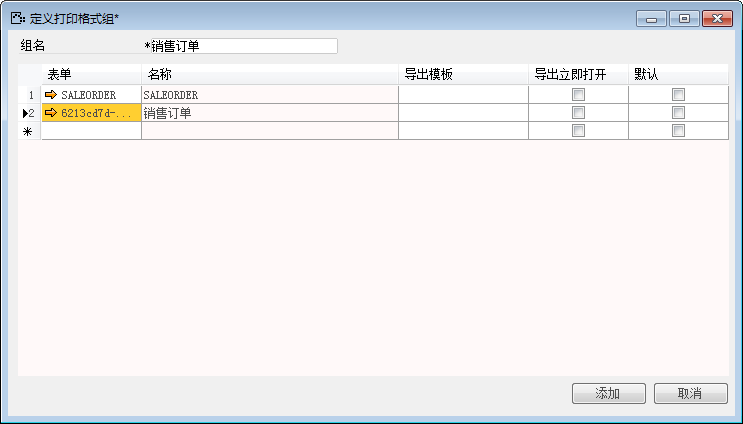 定义打印格式组*
组名 *销售订单
表单 名称 导出模板 导出立即打开 默认
1 SALEORDER SALEORDER
2 6213cd7d-... 销售订单
*
添加 取消